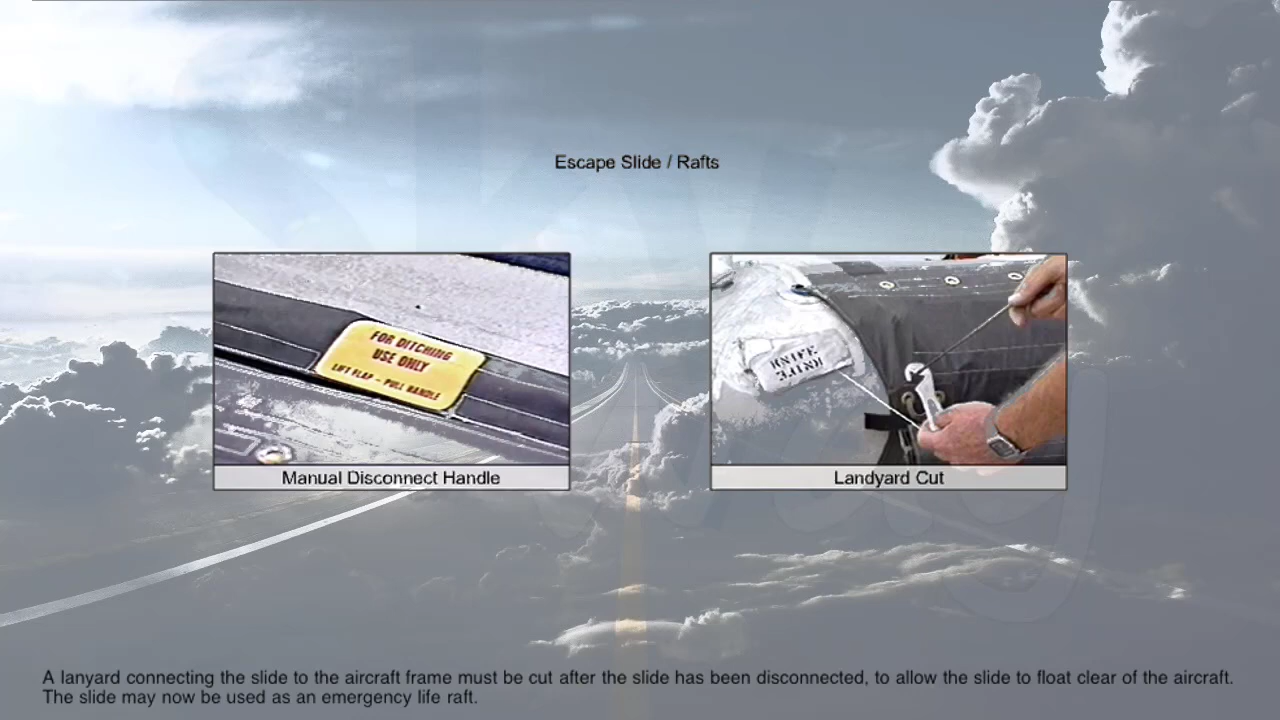 Escape Slide / Rafts
FOR DITCHING
USE ONLY
LIFT FLAP - PULL HANDLE
KNIFE
KNIFE
Manual Disconnect Handle
Landyard Cut
A lanyard connecting the slide to the aircraft frame must be cut after the slide has been disconnected, to allow the slide to float clear of the aircraft.
The slide may now be used as an emergency life raft.